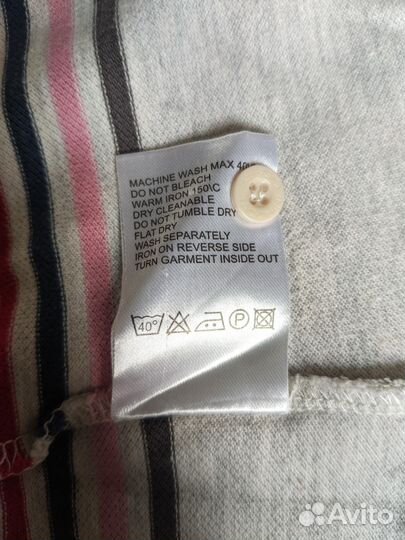 MACHINE WASH MAX 40\
DO NOT BLEACH
WARM IRON 150\C
DRY CLEANABLE
DO NOT TUMBLE DRY
FLAT DRY
WASH SEPARATELY
IRON ON REVERSE SIDE
TURN GARMENT INSIDE OUT
40° P
Avito